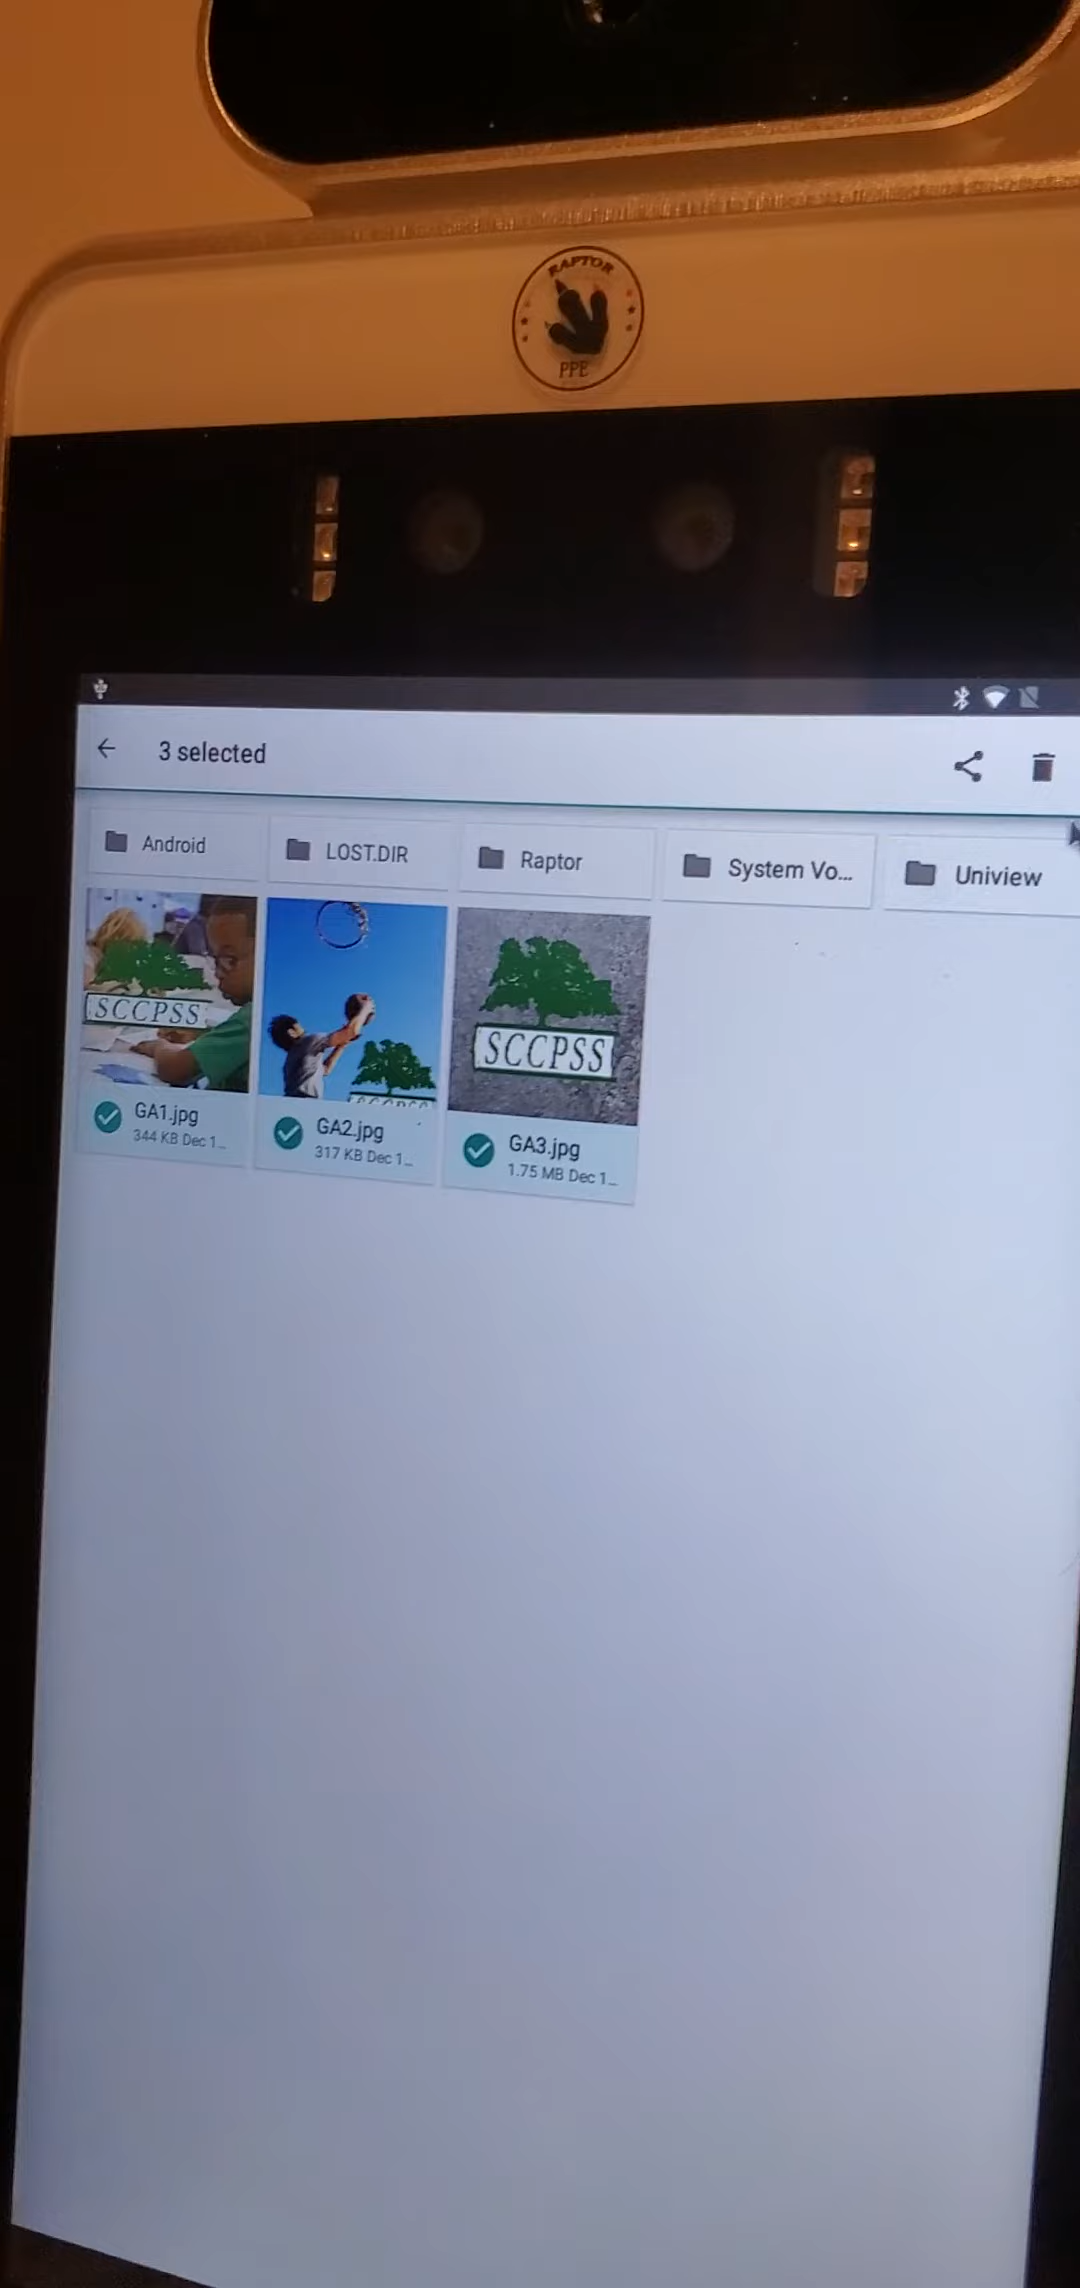 RAPTOR
PPE
3 selected
Android
LOST.DIR
Raptor
System Vo...
Uniview
SCCPSS
SCCPSS
GA1.jpg
344 KB Dec 1...
GA2.jpg
317 KB Dec 1...
GA3.jpg
1.75 MB Dec 1...